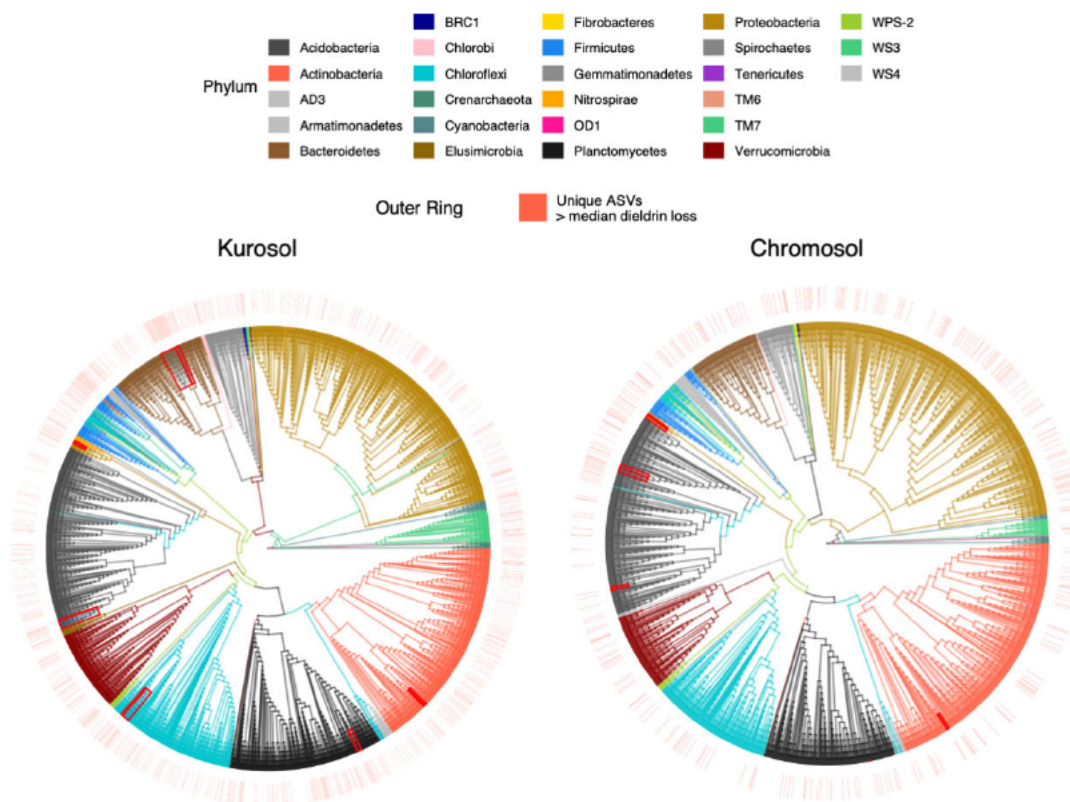 BRC1 Fibrobacteres Proteobacteria WPS-2
Acidobacteria Chlorobi Firmicutes Spirochaetes WS3
Actinobacteria Chloroflexi Gemmatimonadetes Tenericutes WS4
Phylum
AD3 Crenarchaeota Nitrospirae TM6
Armatimonadetes Cyanobacteria OD1 TM7
Bacteroidetes Elusimicrobia Planctomycetes Verrucomicrobia
Outer Ring
Unique ASVs
> median dieldrin loss
Kurosol
Chromosol